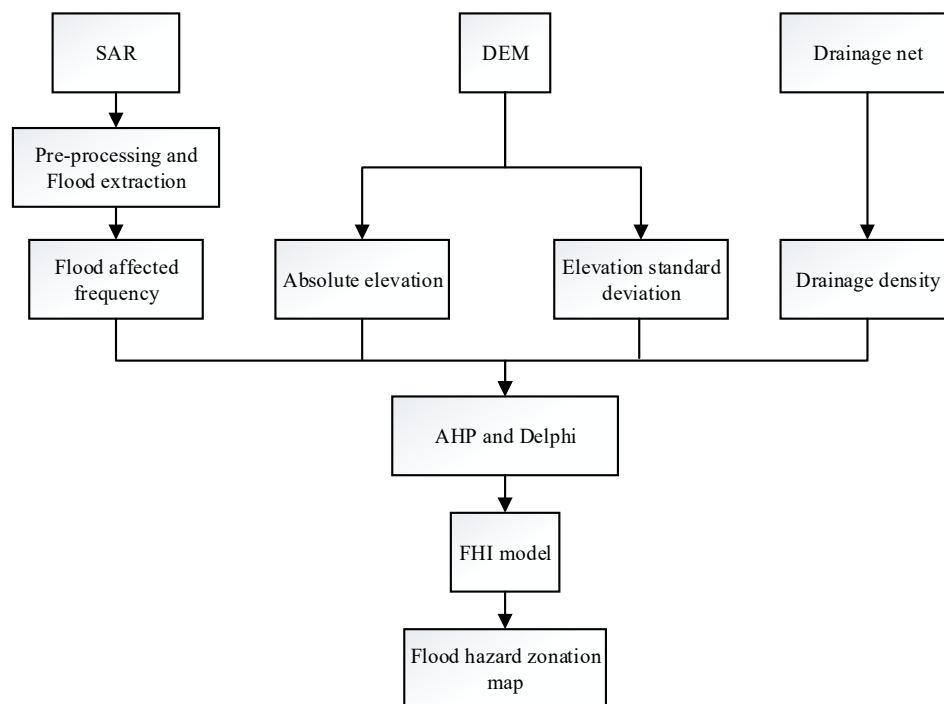 SAR
DEM
Drainage net
Pre-processing and
Flood extraction
Flood affected
frequency
Absolute elevation
Elevation standard
deviation
Drainage density
AHP and Delphi
FHI model
Flood hazard zonation
map